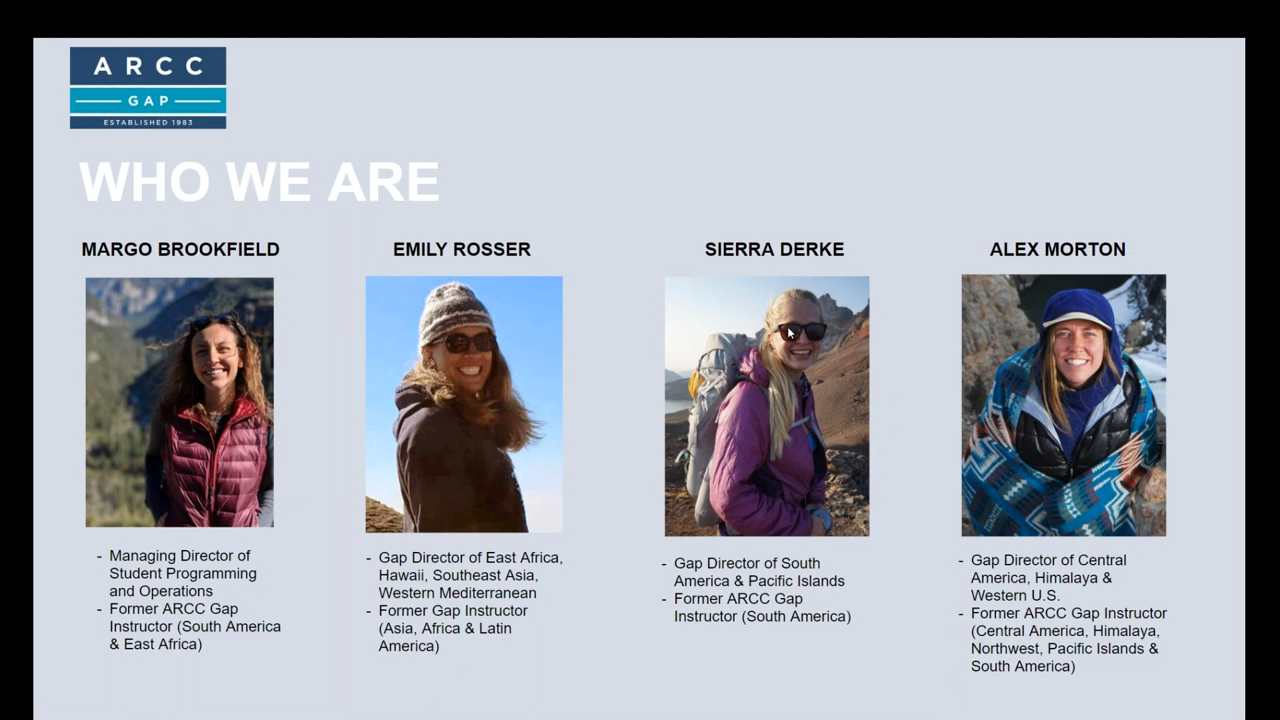 ARCC
GAP
ESTABLISHED 1983
WHO WE ARE
MARGO BROOKFIELD
- Managing Director of
Student Programming
and Operations
- Former ARCC Gap
Instructor (South America
& East Africa)
EMILY ROSSER
- Gap Director of East Africa,
Hawaii, Southeast Asia,
Western Mediterranean
- Former Gap Instructor
(Asia, Africa & Latin
America)
SIERRA DERKE
- Gap Director of South
America & Pacific Islands
- Former ARCC Gap
Instructor (South America)
ALEX MORTON
- Gap Director of Central
America, Himalaya &
Western U.S.
- Former ARCC Gap Instructor
(Central America, Himalaya,
Northwest, Pacific Islands &
South America)